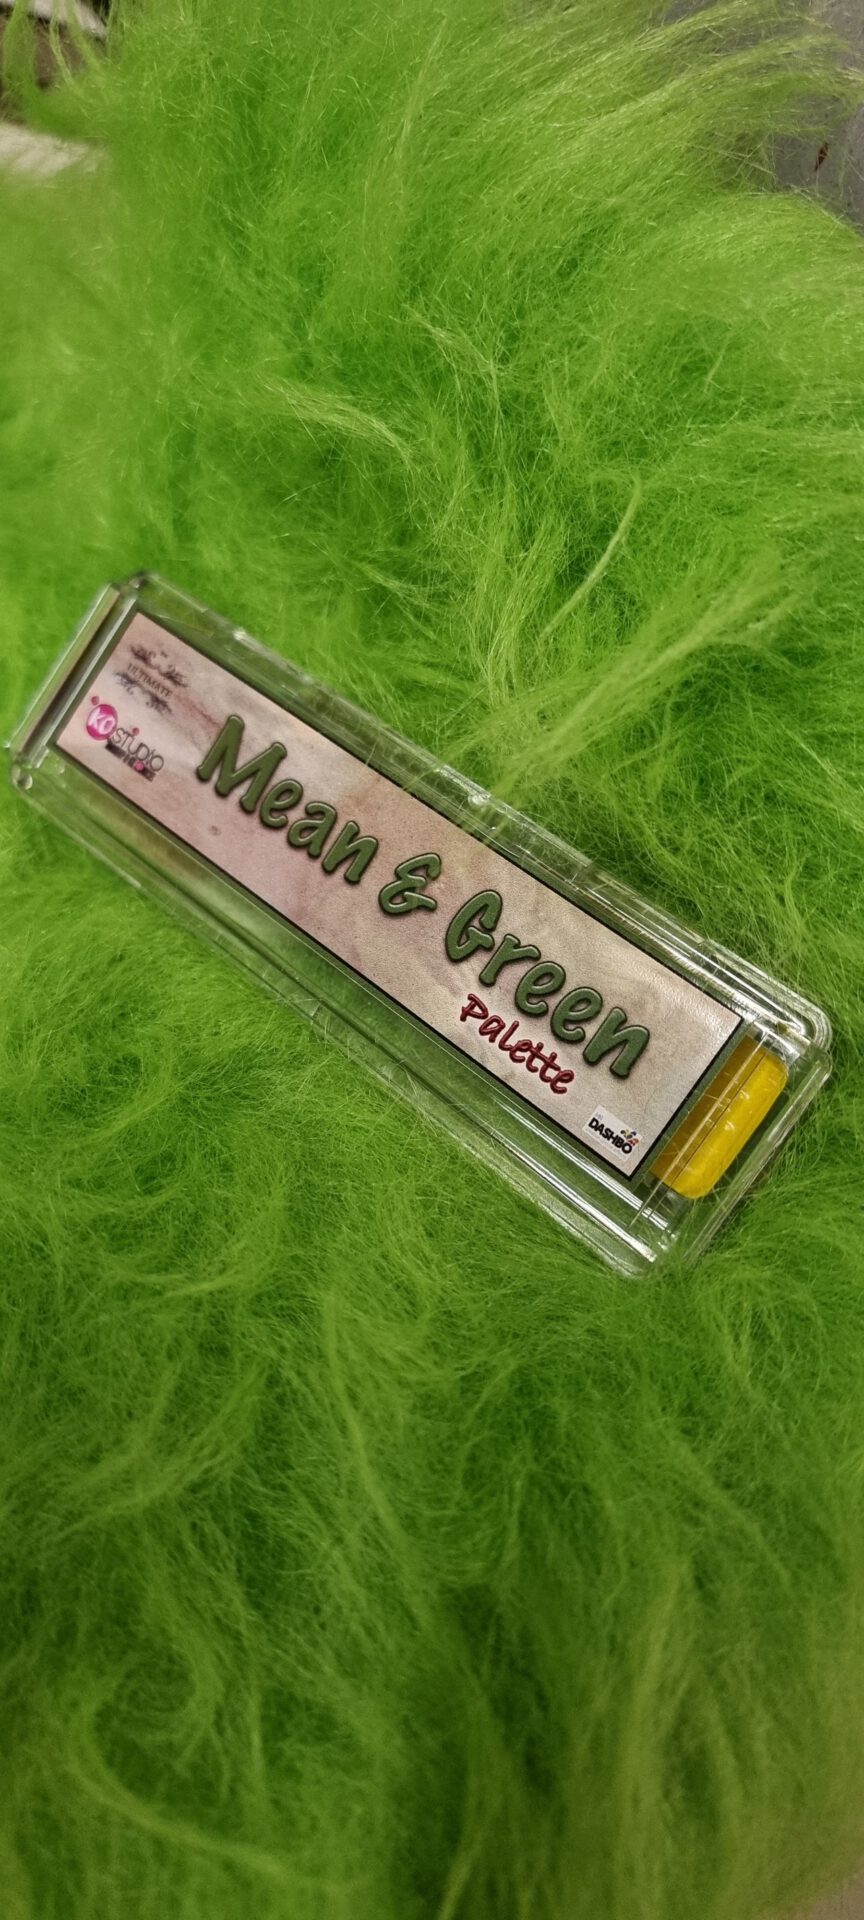 ULTIMATE
KO
STUDIO
Mean & Green
Palette
DASHBO